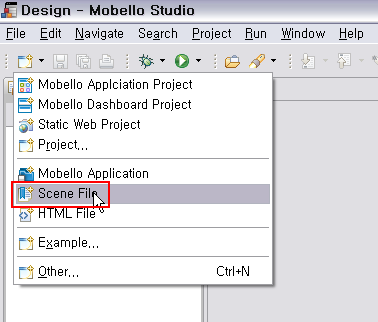 Design - Mobello Studio
File Edit Navigate Search Project Run Window Help
Mobello Applciation Project
Mobello Dashboard Project
Static Web Project
Project...
Mobello Application
Scene File
HTML File
Example...
Other... Ctrl+N